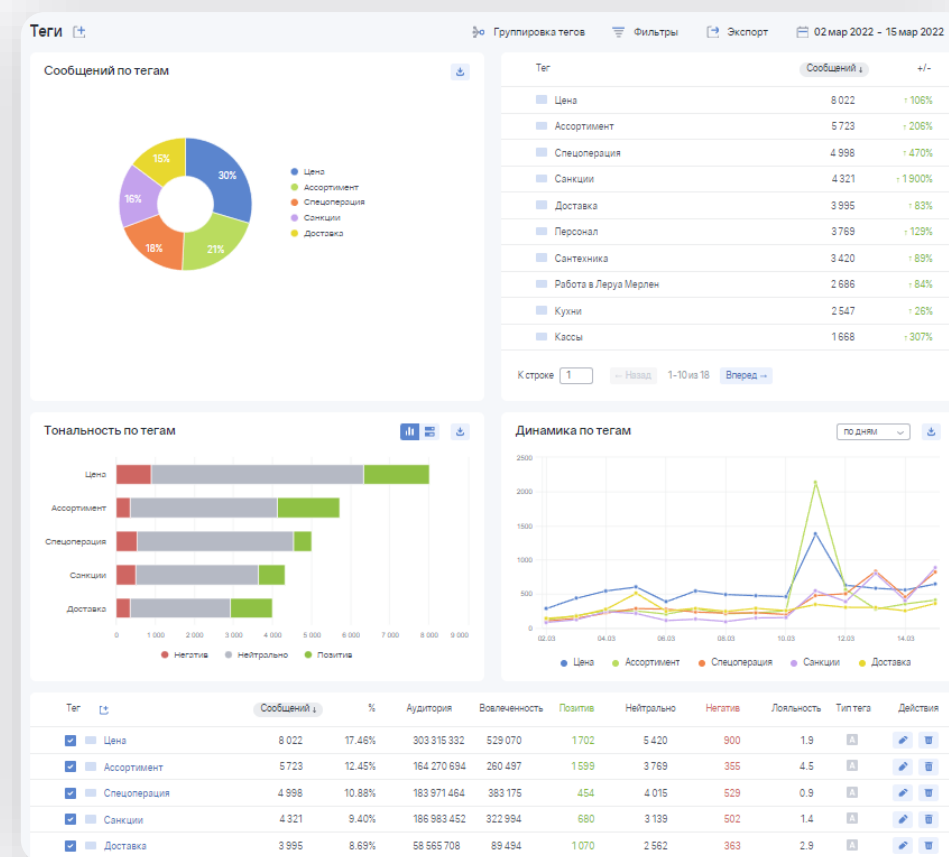 Теги
Группировка тегов Фильтры Экспорт 02 мар 2022 - 15 мар 2022
Сообщений по тегам
15%
30%
16%
18%
21%
Цена
Ассортимент
Спецоперация
Санкции
Доставка
Тег Сообщений ↓ +/-
Цена 8 022 ↑ 106%
Ассортимент 5 723 ↑ 206%
Спецоперация 4 998 ↑ 470%
Санкции 4 321 ↑ 1 900%
Доставка 3 995 ↑ 83%
Персонал 3 769 ↑ 129%
Сантехника 3 420 ↑ 89%
Работа в Леруа Мерлен 2 686 ↑ 84%
Кухни 2 547 ↑ 26%
Кассы 1 668 ↑ 307%
К строке 1 ← Назад 1-10 из 18 Вперед →
Тональность по тегам
Цена
Ассортимент
Спецоперация
Санкции
Доставка
0 1 000 2 000 3 000 4 000 5 000 6 000 7 000 8 000 9 000
Негатив Нейтрально Позитив
Динамика по тегам
по дням
2500
2000
1500
1000
500
0
02.03 04.03 06.03 08.03 10.03 12.03 14.03
Цена Ассортимент Спецоперация Санкции Доставка
Тег Сообщений ↓ % Аудитория Вовлеченность Позитив Нейтрально Негатив Лояльность Тип тега Действия
Цена 8 022 17.46% 303 315 332 529 070 1 702 5 420 900 1.9 A
Ассортимент 5 723 12.45% 164 270 694 260 497 1 599 3 769 355 4.5 A
Спецоперация 4 998 10.88% 183 971 464 383 175 454 4 015 529 0.9 A
Санкции 4 321 9.40% 186 983 452 322 994 680 3 139 502 1.4 A
Доставка 3 995 8.69% 58 565 708 89 494 1 070 2 562 363 2.9 A